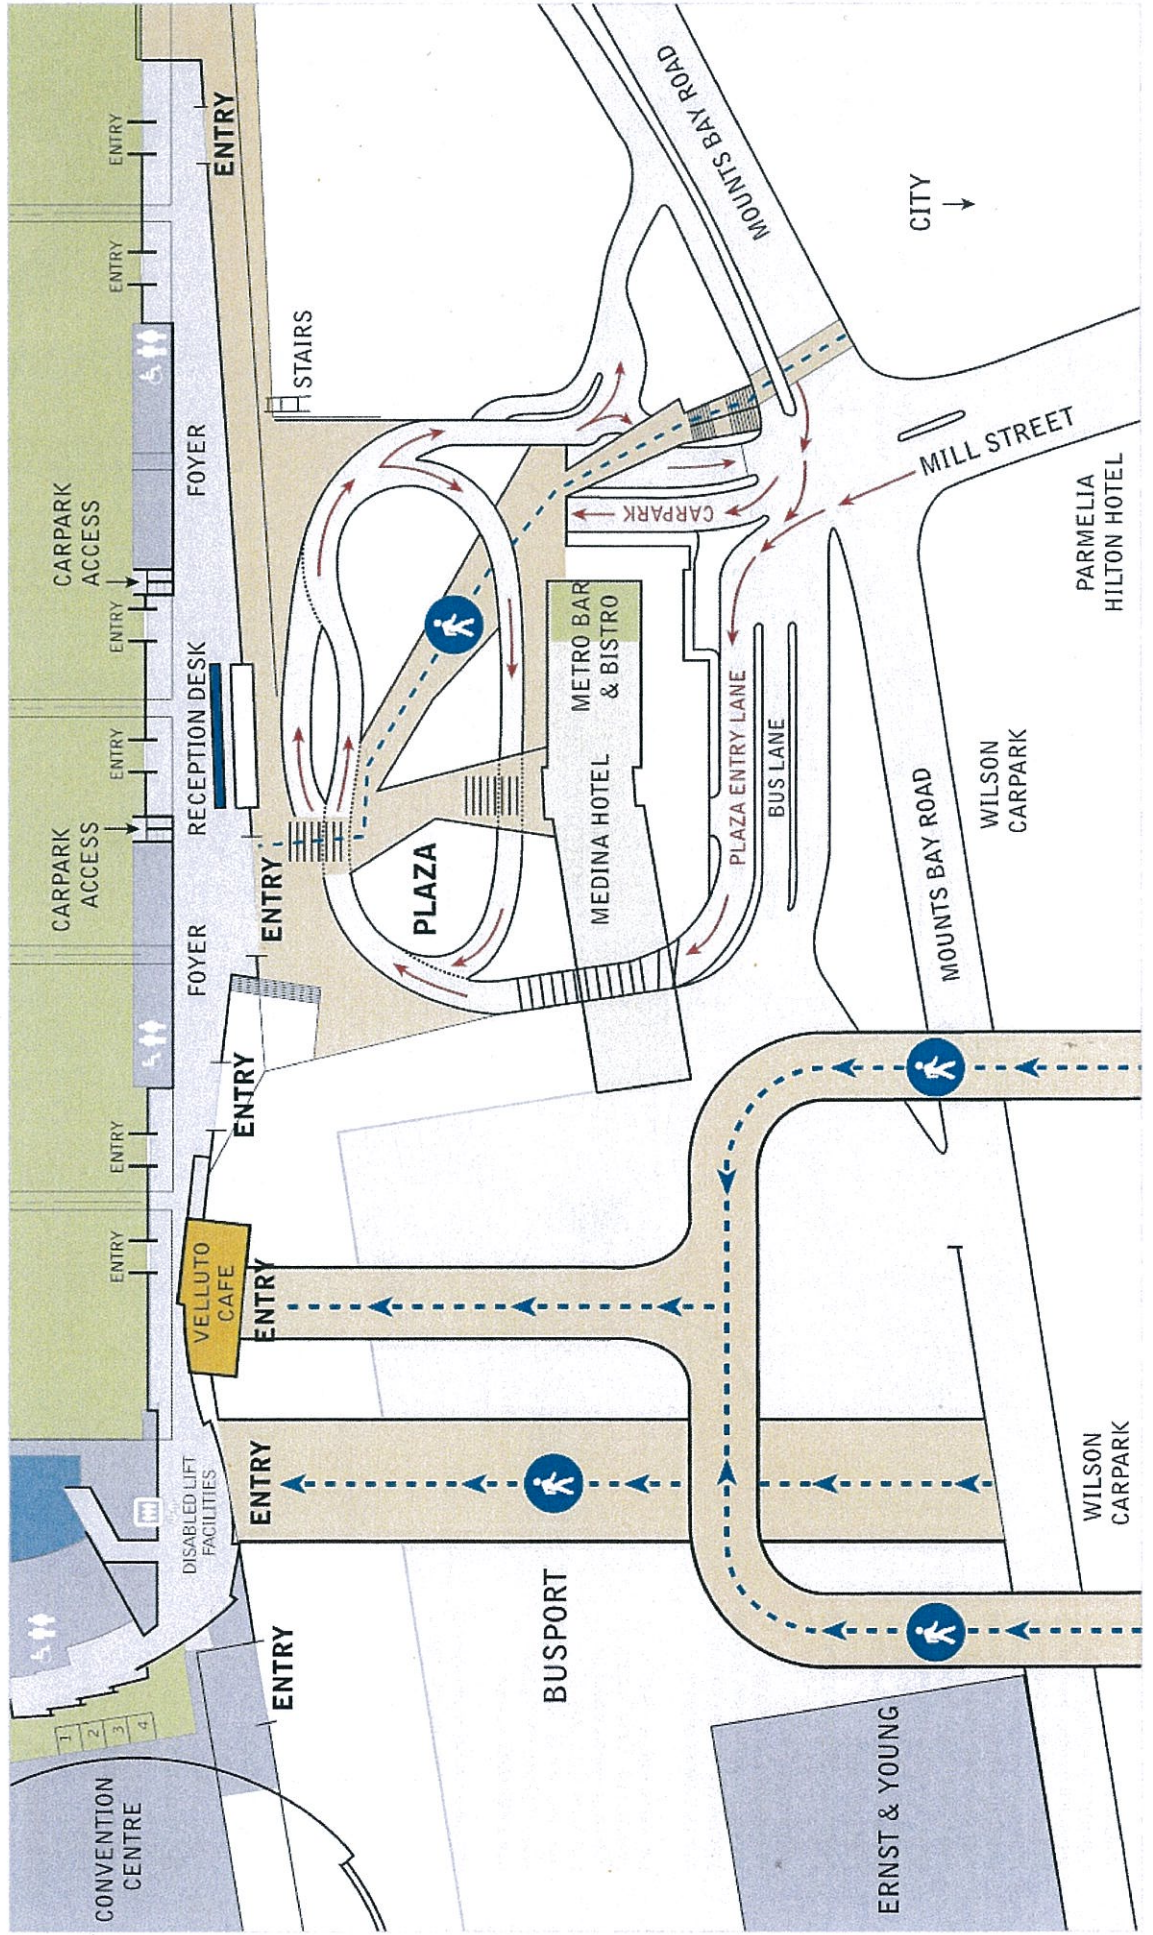 CONVENTION
CENTRE
1
2
3
4
DISABLED LIFT
FACILITIES
ENTRY
ENTRY
ENTRY
ENTRY
VELLUTO
CAFE
ENTRY
ENTRY
ENTRY
FOYER
CARPARK
ACCESS
ENTRY
RECEPTION DESK
ENTRY
ENTRY
CARPARK
ACCESS
FOYER
STAIRS
ENTRY
ENTRY
ENTRY
PLAZA
MEDINA HOTEL
METRO BAR
& BISTRO
CARPARK
PLAZA ENTRY LANE
BUS LANE
MOUNTS BAY ROAD
MOUNTS BAY ROAD
MILL STREET
CITY
BUSPORT
ERNST & YOUNG
WILSON
CARPARK
WILSON
CARPARK
PARMELIA
HILTON HOTEL